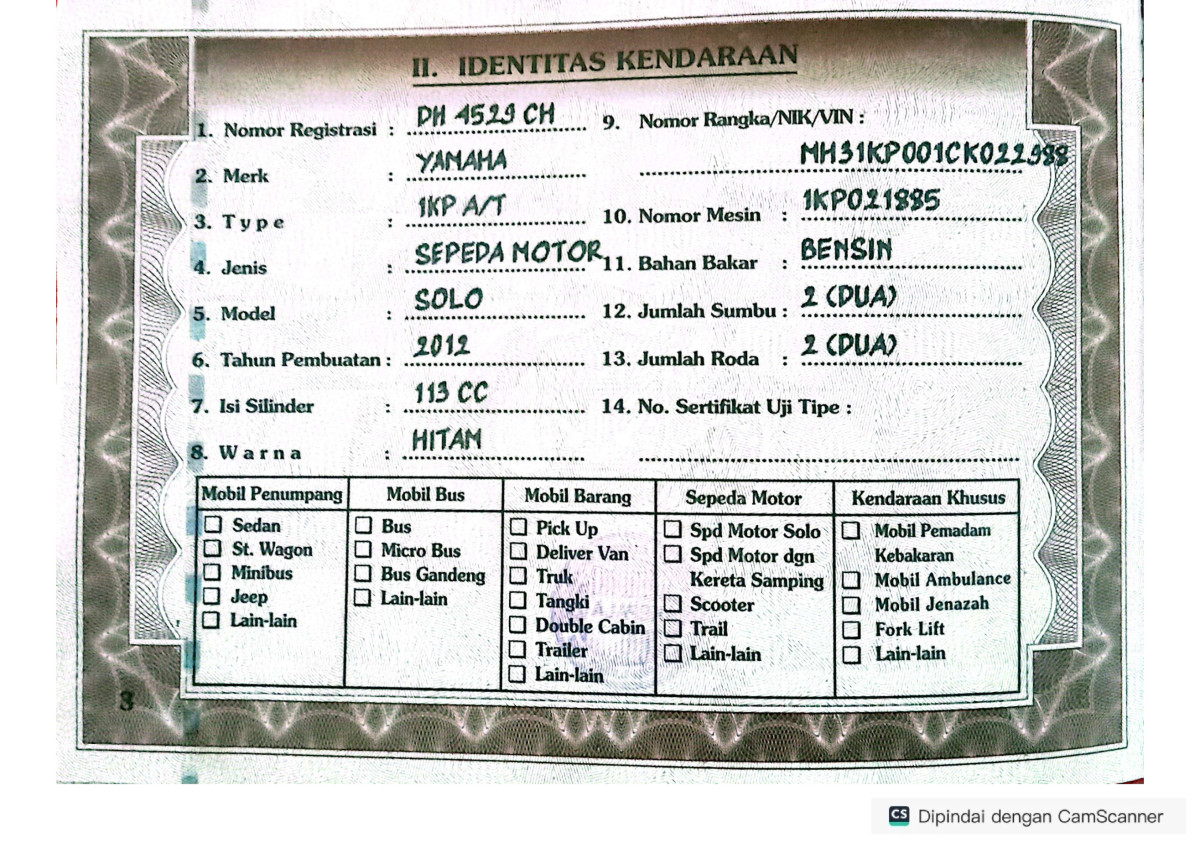 II. IDENTITAS KENDARAAN
1. Nomor Registrasi : DH 4529 CH
2. Merk : YAMAHA
3. Type : 1KP A/T
4. Jenis : SEPEDA MOTOR
5. Model : SOLO
6. Tahun Pembuatan : 2012
7. Isi Silinder : 113 CC
8. Warna : HITAM
9. Nomor Rangka/NIK/VIN :
MH31KP001CK022988
10. Nomor Mesin : 1KP021885
11. Bahan Bakar : BENSIN
12. Jumlah Sumbu : 2 (DUA)
13. Jumlah Roda : 2 (DUA)
14. No. Sertifikat Uji Tipe :
Mobil Penumpang
Sedan
St. Wagon
Minibus
Jeep
Lain-lain
Mobil Bus
Bus
Micro Bus
Bus Gandeng
Lain-lain
Mobil Barang
Pick Up
Deliver Van
Truk
Tangki
Double Cabin
Trailer
Lain-lain
Sepeda Motor
Spd Motor Solo
Spd Motor dgn
Kereta Samping
Scooter
Trail
Lain-lain
Kendaraan Khusus
Mobil Pemadam
Kebakaran
Mobil Ambulance
Mobil Jenazah
Fork Lift
Lain-lain
3
CS Dipindai dengan CamScanner